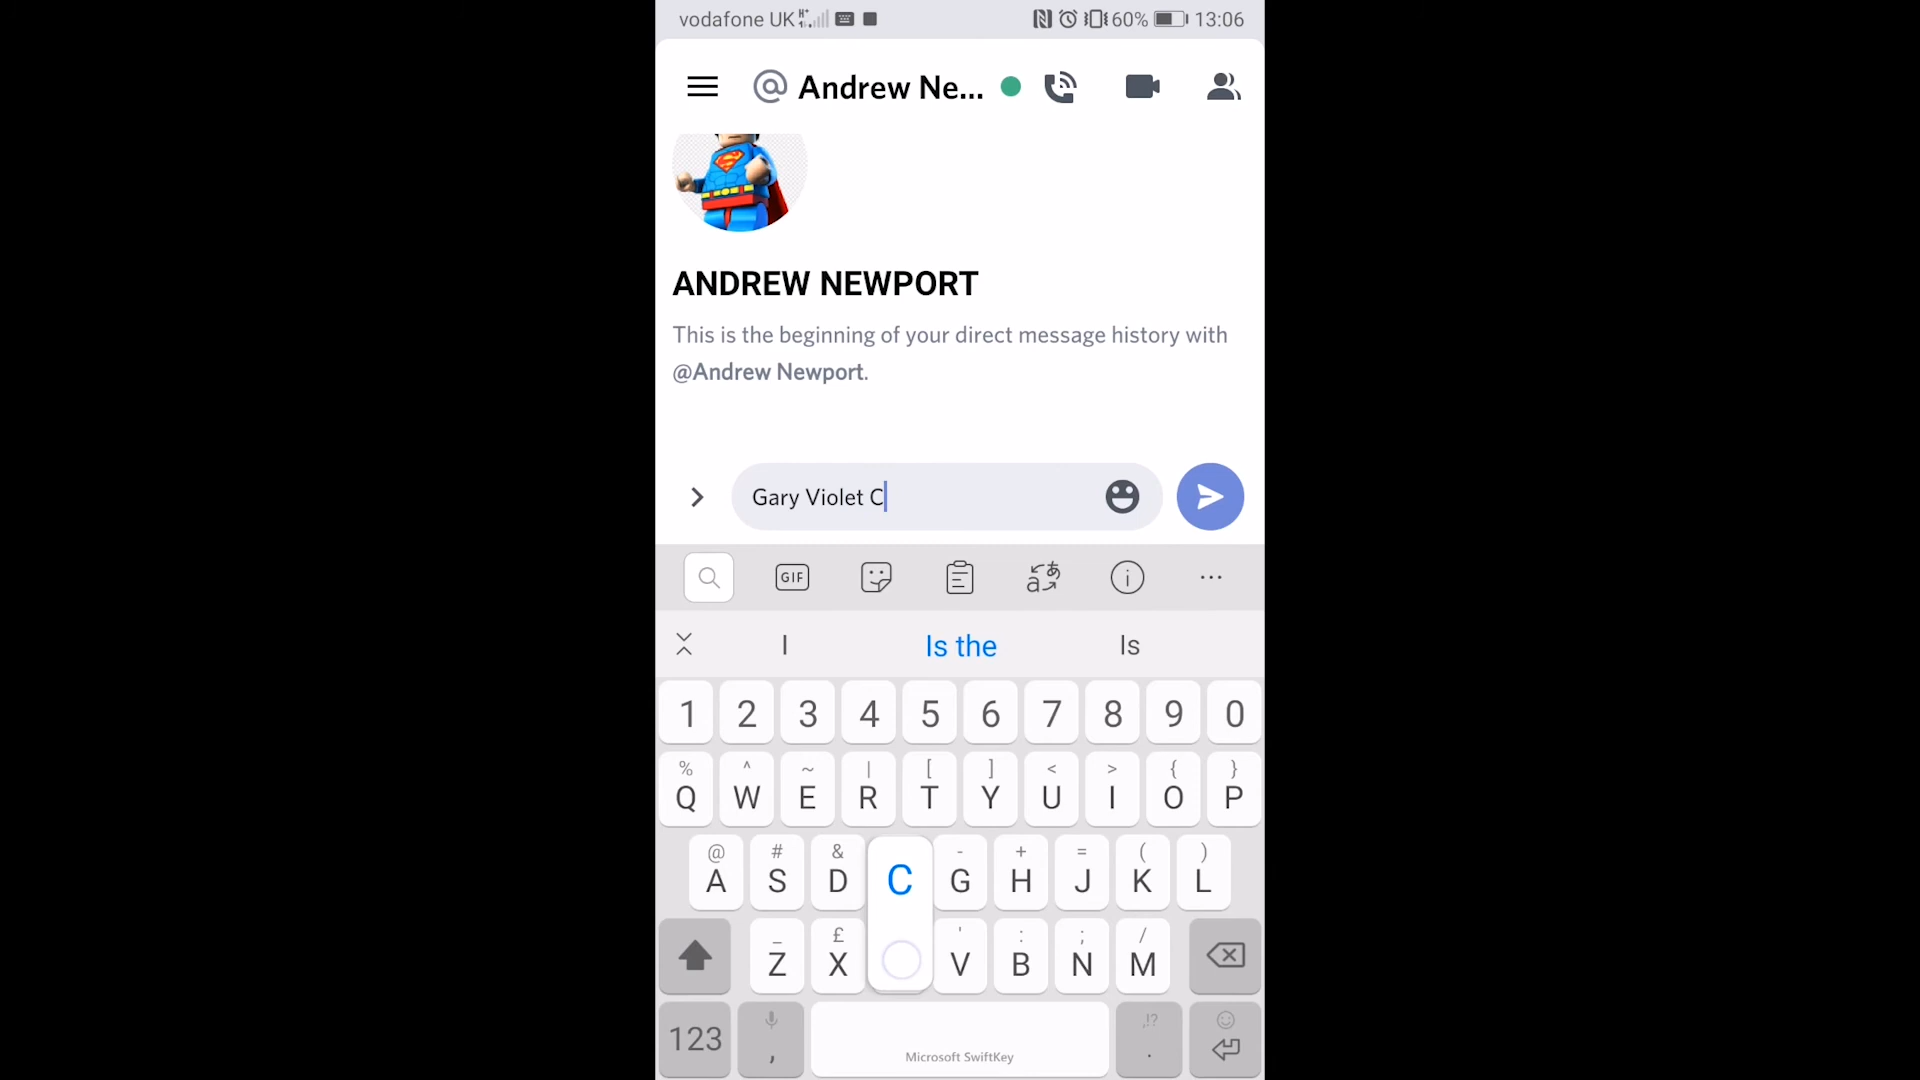 vodafone UK 60% 13:06
@ Andrew Ne...
ANDREW NEWPORT
This is the beginning of your direct message history with
@Andrew Newport.
Gary Violet C
GIF
I Is the Is
1 2 3 4 5 6 7 8 9 0
% ^ ~ | [ ] < > { }
Q W E R T Y U I O P
@ # & - + = ( )
A S D C G H J K L
_ £ ' : ; /
Z X V B N M
,!?
123 , Microsoft SwiftKey .